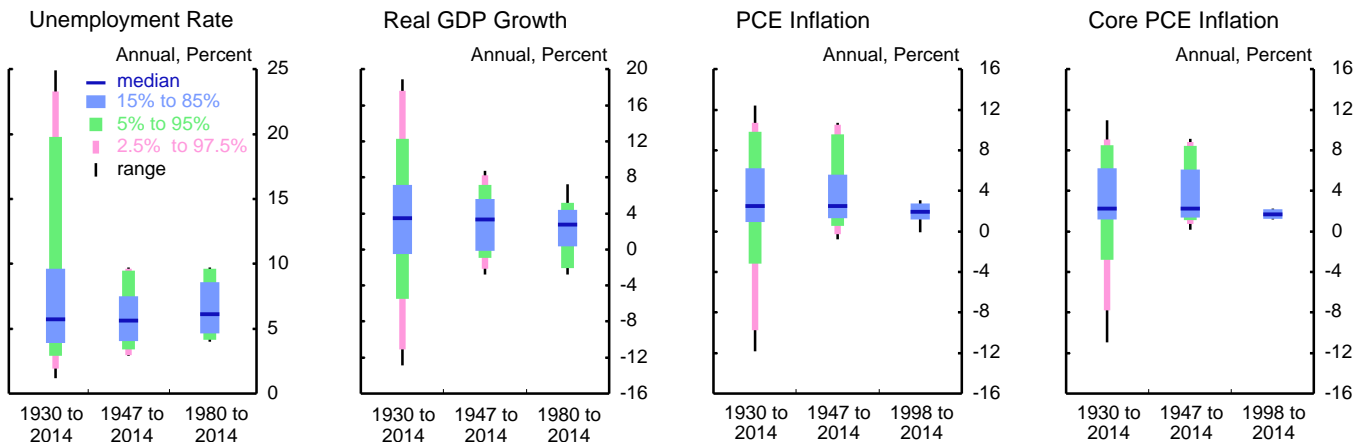 Unemployment Rate
Annual, Percent
median
15% to 85%
5% to 95%
2.5% to 97.5%
range
25
20
15
10
5
0
1930 to
2014
1947 to
2014
1980 to
2014
Real GDP Growth
Annual, Percent
20
16
12
8
4
0
-4
-8
-12
-16
1930 to
2014
1947 to
2014
1980 to
2014
PCE Inflation
Annual, Percent
16
12
8
4
0
-4
-8
-12
-16
1930 to
2014
1947 to
2014
1998 to
2014
Core PCE Inflation
Annual, Percent
16
12
8
4
0
-4
-8
-12
-16
1930 to
2014
1947 to
2014
1998 to
2014